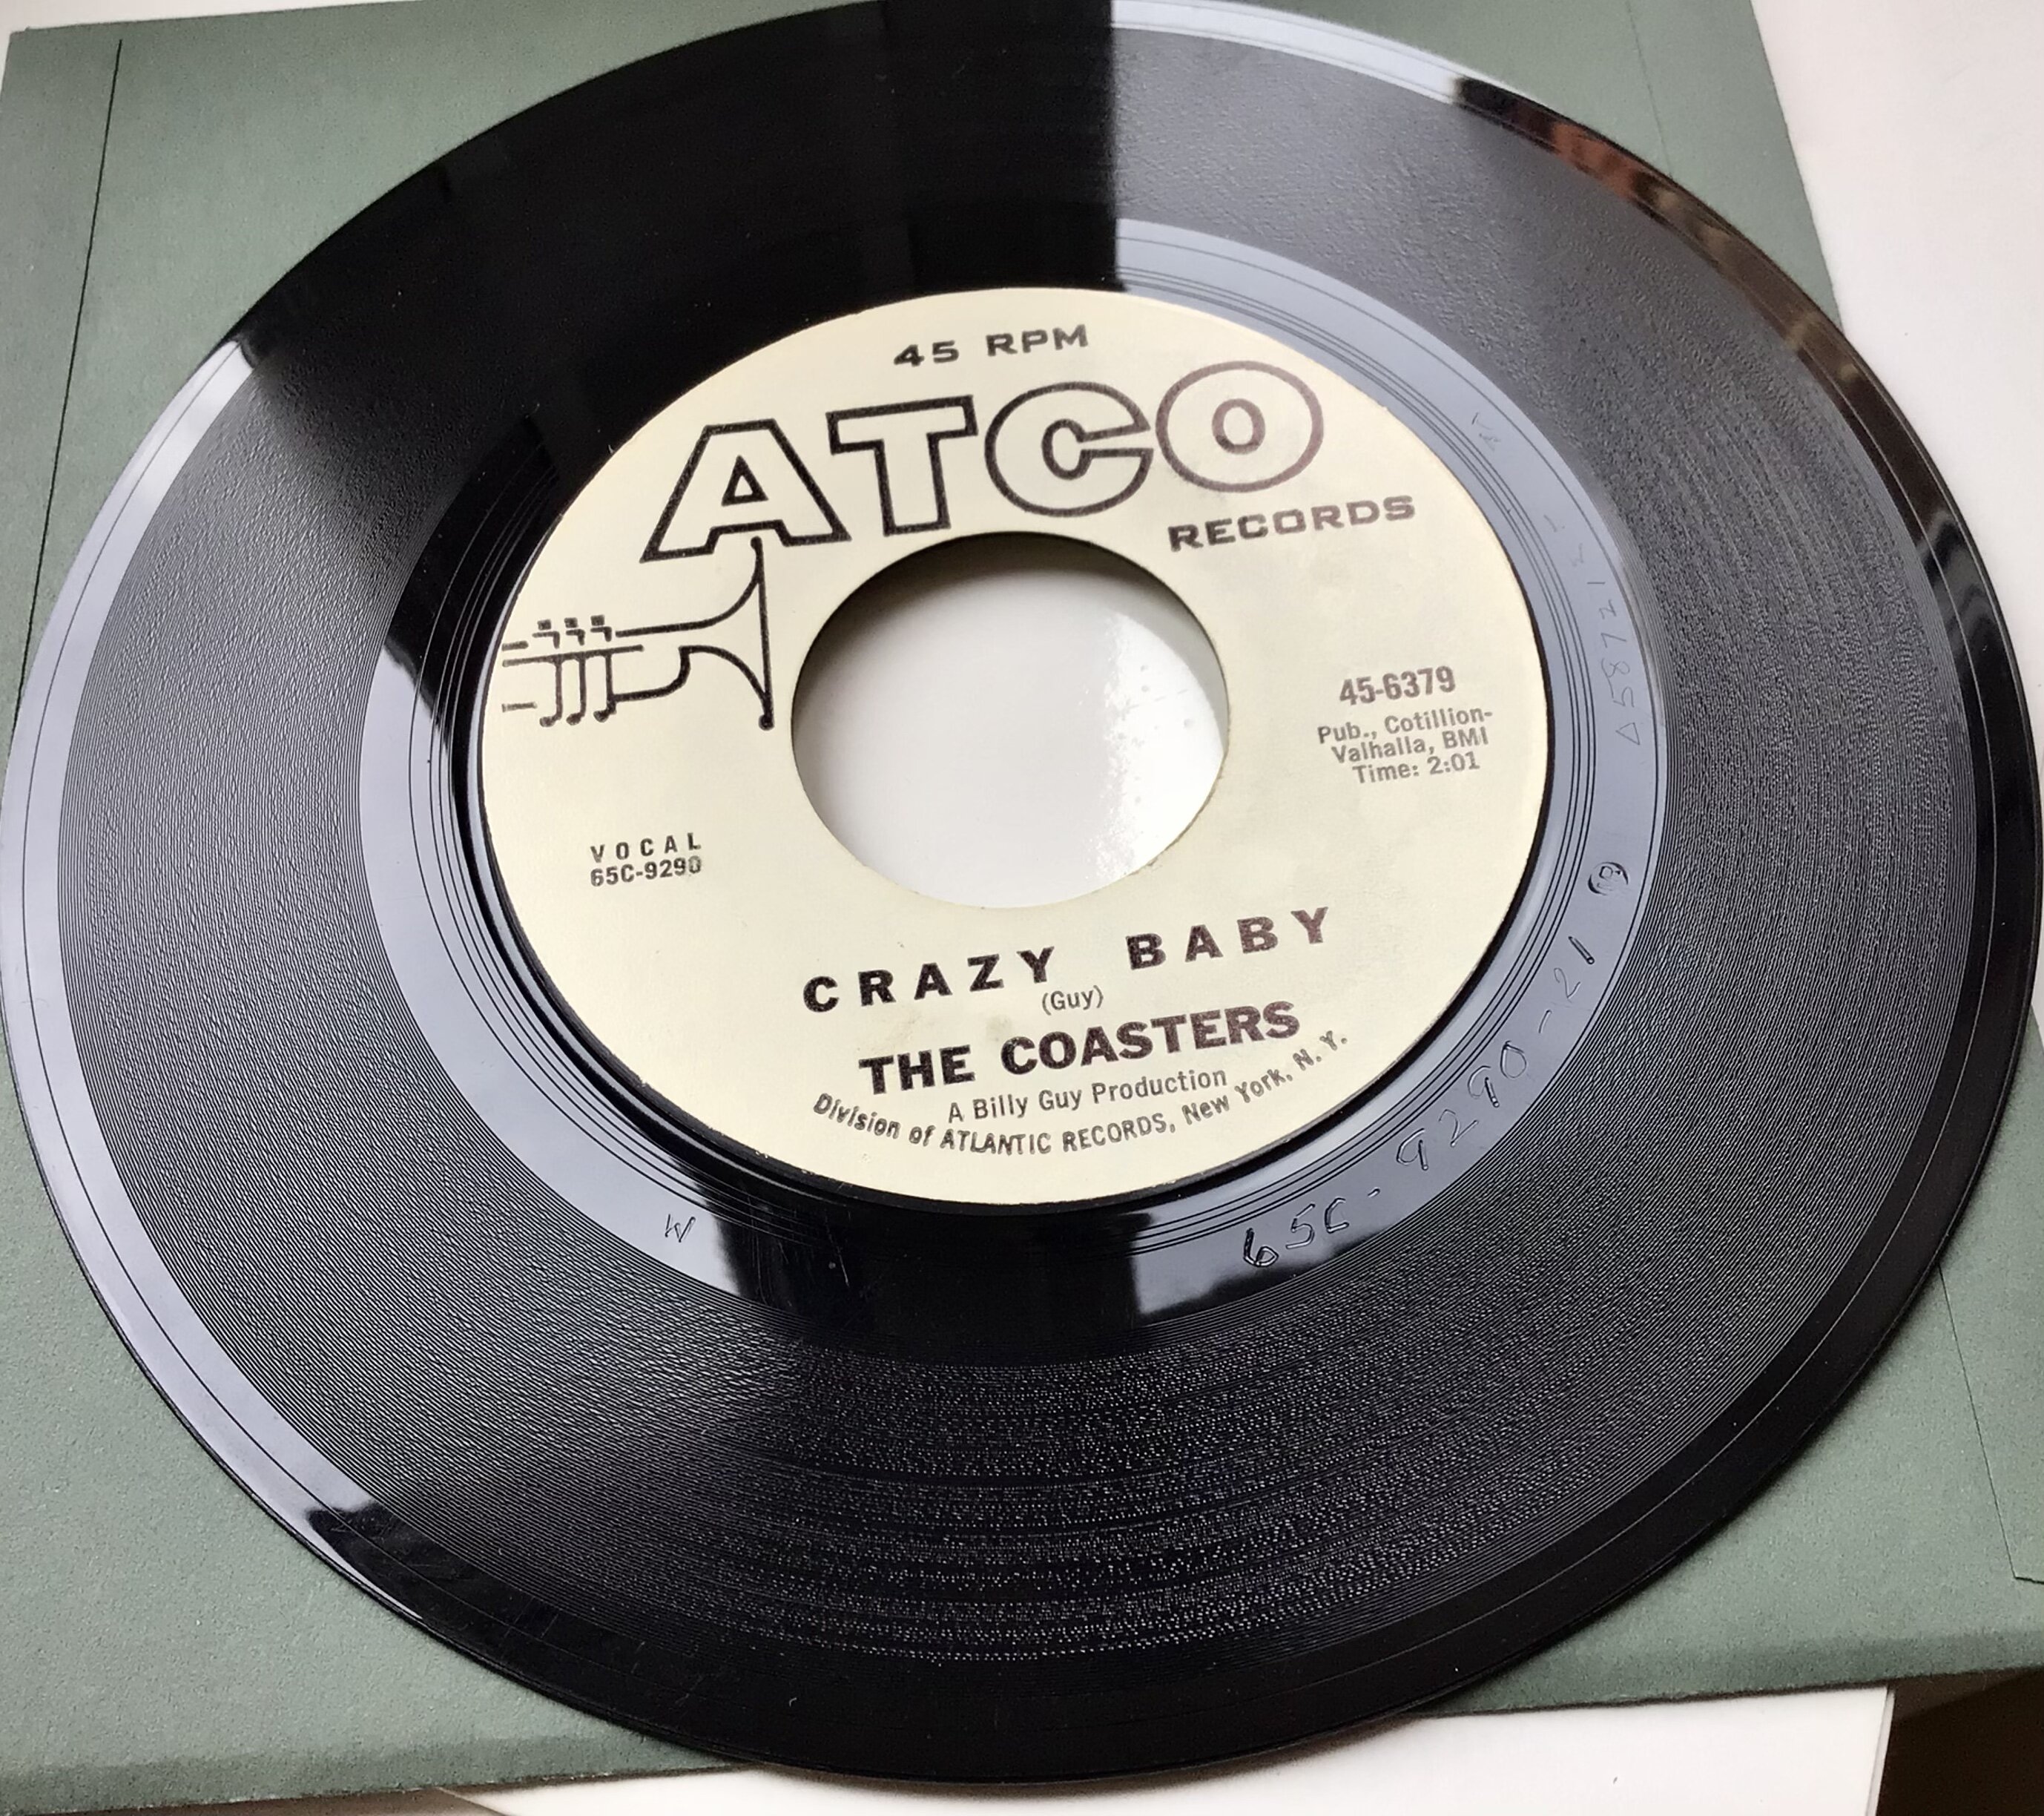 45 RPM
ATCO
RECORDS
45-6379
Pub., Cotillion-
Valhalla, BMI
Time: 2:01
VOCAL
65C-9290
CRAZY BABY
(Guy)
THE COASTERS
A Billy Guy Production
Division of ATLANTIC RECORDS, New York, N. Y.
65C-9290-21
W